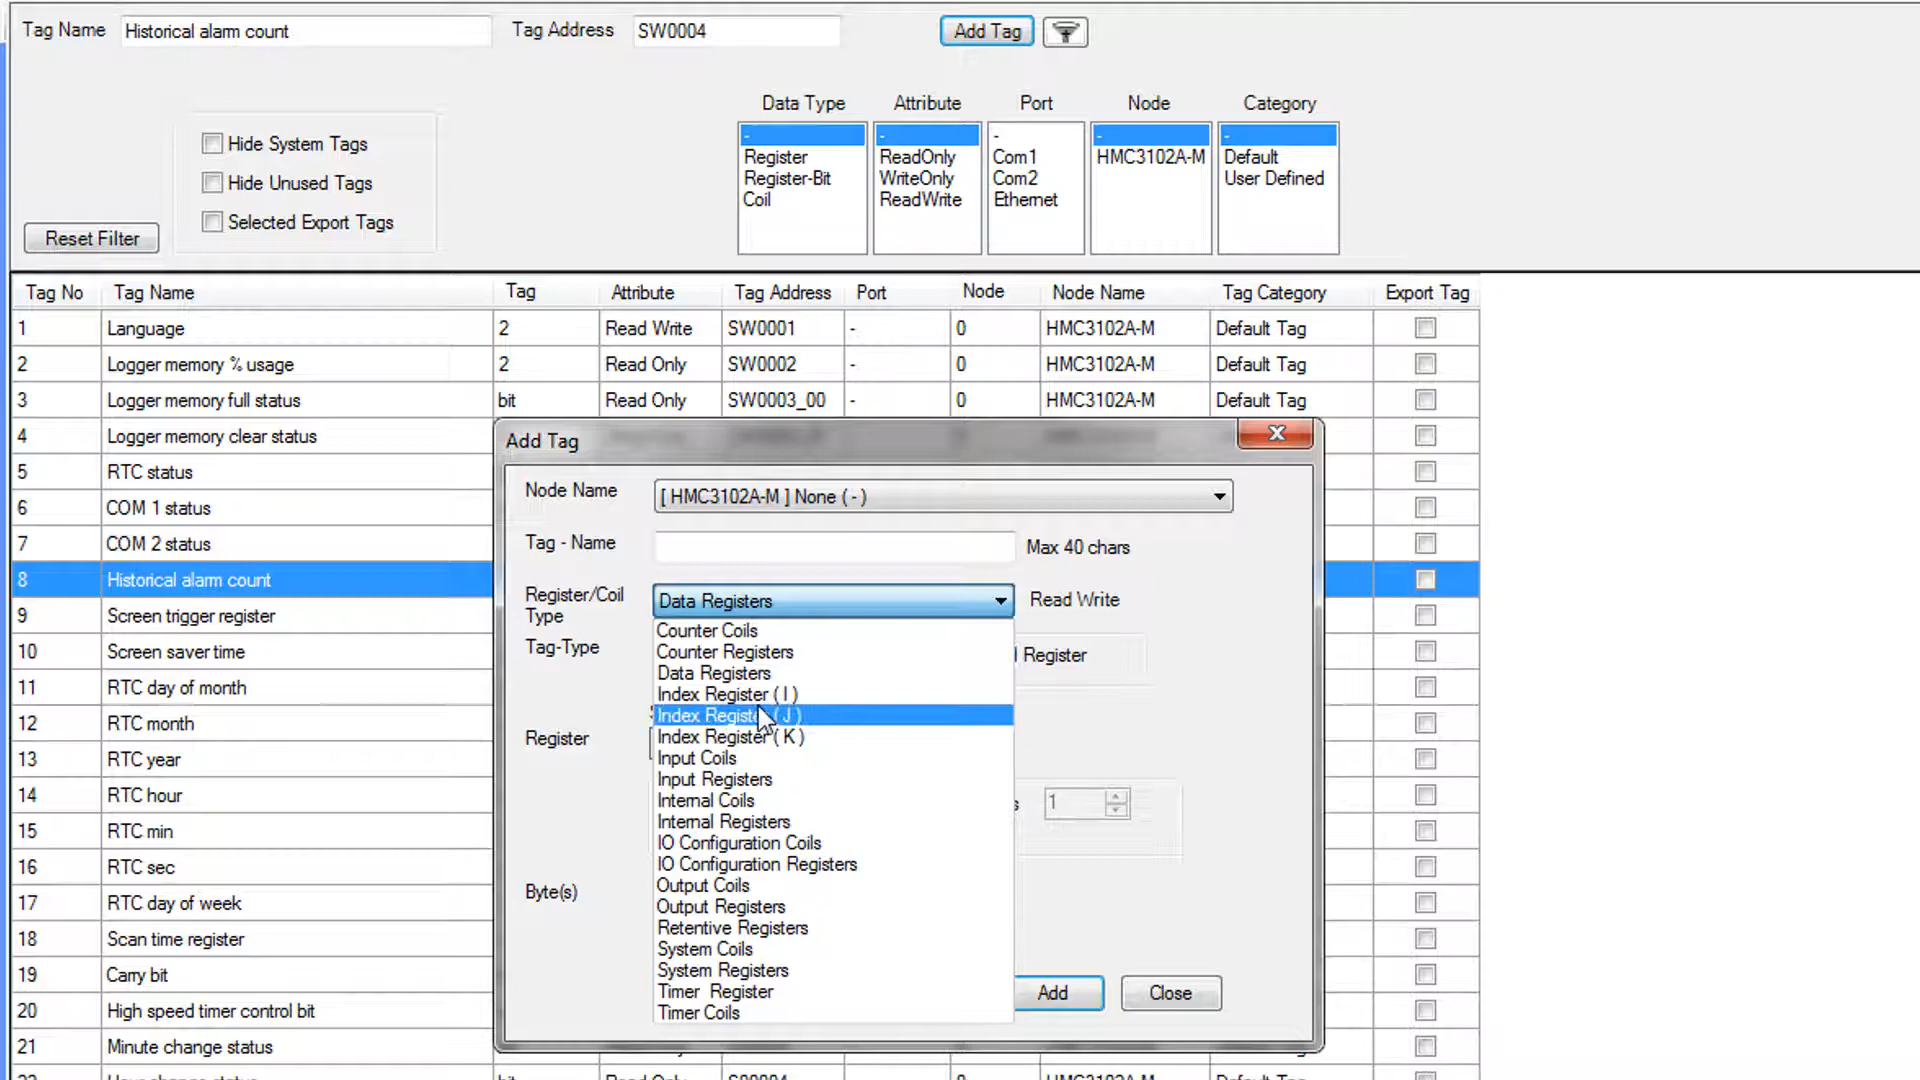 Tag Name Historical alarm count Tag Address SW0004 Add Tag
Data Type Attribute Port Node Category
- - - - -
Hide System Tags
Register ReadOnly Com1 HMC3102A-M Default
Hide Unused Tags Register-Bit WriteOnly Com2 User Defined
Coil ReadWrite Ethernet
Selected Export Tags
Reset Filter
Tag No Tag Name Tag Attribute Tag Address Port Node Node Name Tag Category Export Tag
1 Language 2 Read Write SW0001 - 0 HMC3102A-M Default Tag
2 Logger memory % usage 2 Read Only SW0002 - 0 HMC3102A-M Default Tag
3 Logger memory full status bit Read Only SW0003_00 - 0 HMC3102A-M Default Tag
4 Logger memory clear status
5 RTC status
6 COM 1 status
7 COM 2 status
8 Historical alarm count
9 Screen trigger register
10 Screen saver time
11 RTC day of month
12 RTC month
13 RTC year
14 RTC hour
15 RTC min
16 RTC sec
17 RTC day of week
18 Scan time register
19 Carry bit
20 High speed timer control bit
21 Minute change status
Add Tag
X
Node Name [ HMC3102A-M ] None ( - )
Tag - Name Max 40 chars
Register/Coil Type Data Registers Read Write
Counter Coils
Tag-Type Counter Registers Register
Data Registers
Index Register ( I )
Index Register ( J )
Register Index Register ( K )
Input Coils
Input Registers
Internal Coils 1
Internal Registers
IO Configuration Coils
IO Configuration Registers
Byte(s) Output Coils
Output Registers
Retentive Registers
System Coils
System Registers
Timer Register
Timer Coils
Add Close